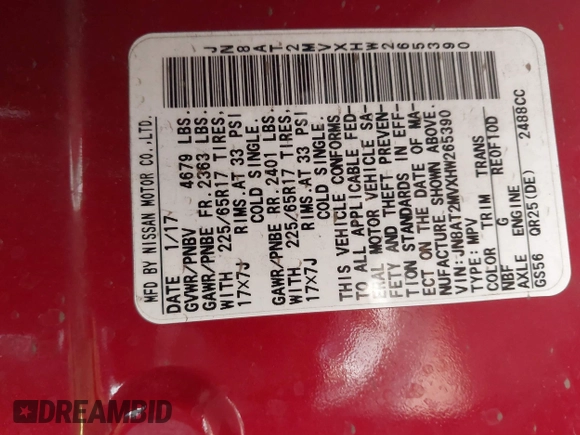 MFD BY NISSAN MOTOR CO.,LTD.
DATE 1/17
GVWR/PNBV 4679 LBS.
GAWR/PNBE FR. 2363 LBS.
WITH 225/65R17 TIRES,
17X7J RIMS.AT 33 PSI
COLD SINGLE.
GAWR/PNBE RR. 2401 LBS.
WITH 225/65R17 TIRES,
17X7J RIMS.AT 33 PSI
COLD SINGLE.
THIS VEHICLE CONFORMS
TO ALL APPLICABLE FED-
ERAL MOTOR VEHICLE SA-
FETY AND THEFT PREVEN-
TION STANDARDS IN EFF-
ECT ON THE DATE OF MA-
NUFACTURE SHOWN ABOVE.
VIN:JN8AT2MVXHW265390
TYPE:MPV
COLOR TRIM TRANS
NBF G REOFTOD
AXLE ENGINE
GS56 QR25(DE) 2488CC
JN8AT2MVXHW265390
DREAMBID